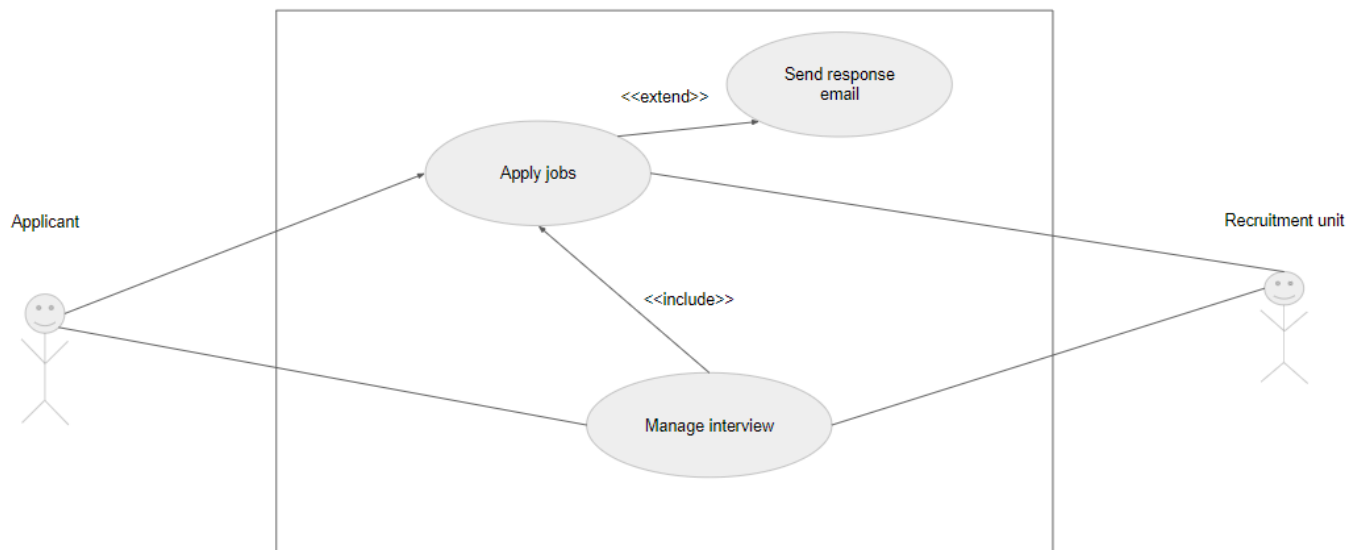 Send response
email
<<extend>>
Apply jobs
Applicant
Recruitment unit
<<include>>
Manage interview